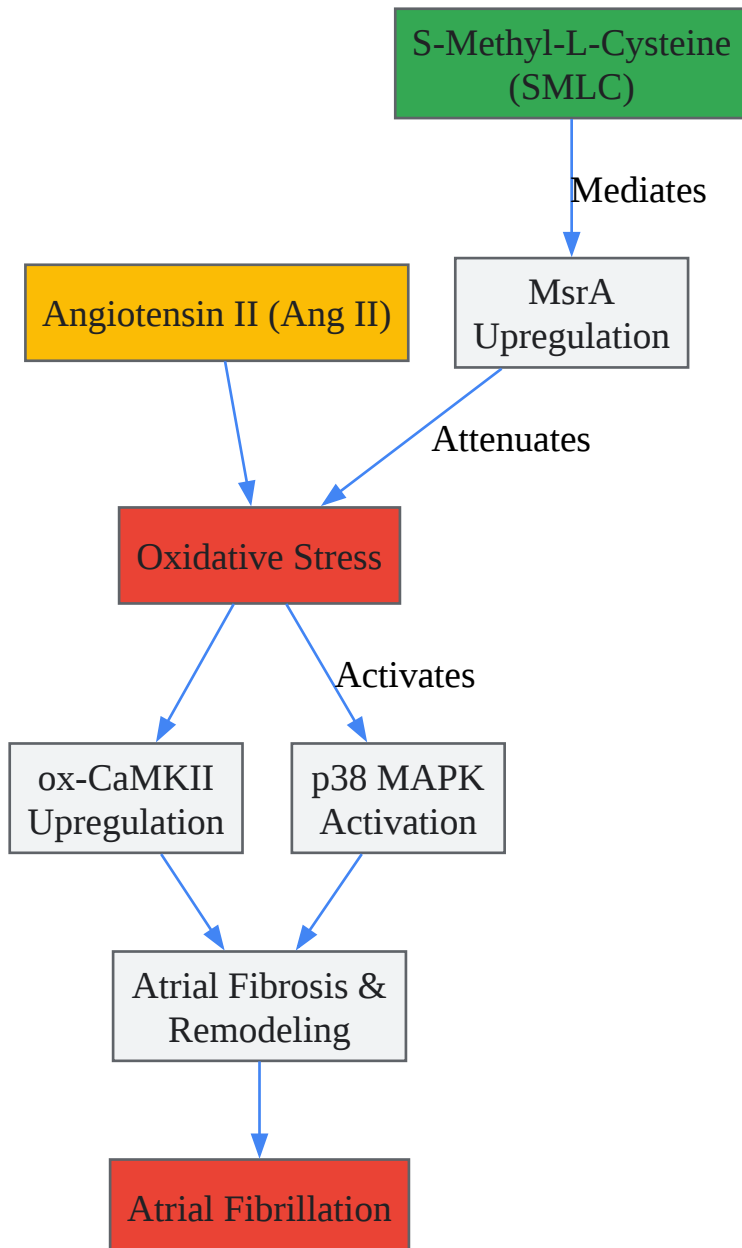 S-Methyl-L-Cysteine
(SMLC)
Mediates
Angiotensin II (Ang II)
MsrA
Upregulation
Attenuates
Oxidative Stress
Activates
ox-CaMKII
Upregulation
p38 MAPK
Activation
Atrial Fibrosis &
Remodeling
Atrial Fibrillation